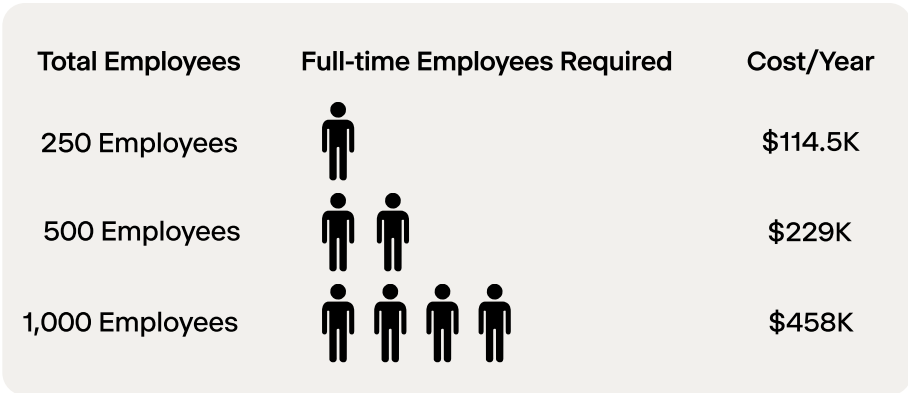 Total Employees Full-time Employees Required Cost/Year
250 Employees $114.5K
500 Employees $229K
1,000 Employees $458K